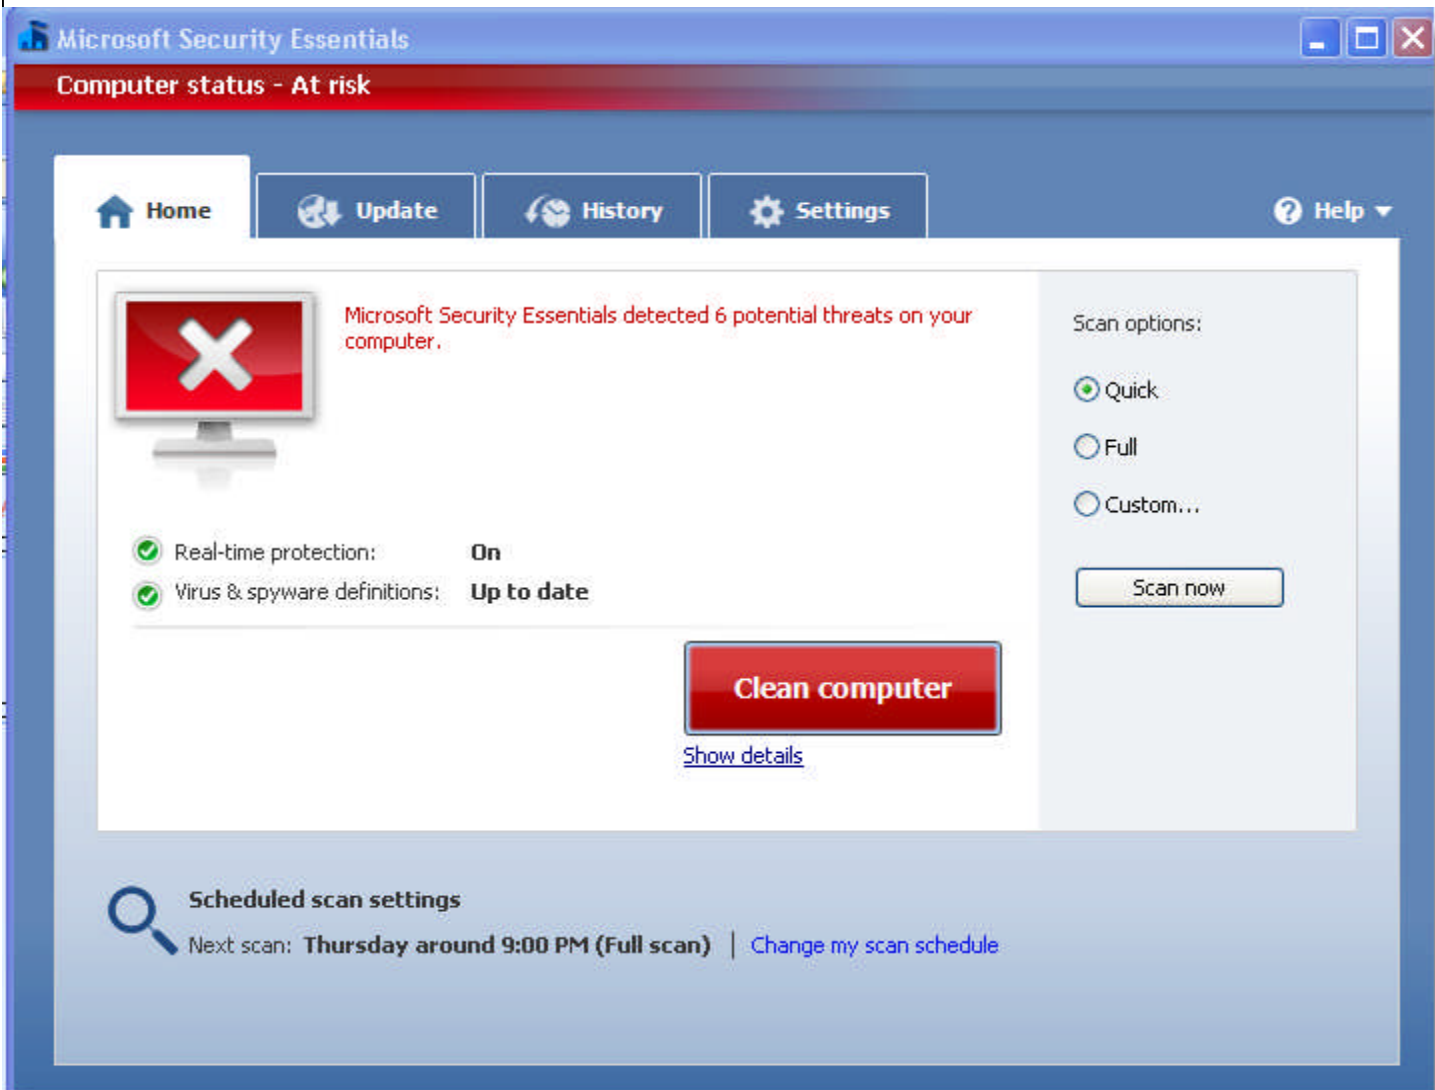 Microsoft Security Essentials
Computer status - At risk
Home
Update
History
Settings
Help
Microsoft Security Essentials detected 6 potential threats on your
computer.
Scan options:
Quick
Full
Custom...
Scan now
Real-time protection: On
Virus & spyware definitions: Up to date
Clean computer
Show details
Scheduled scan settings
Next scan: Thursday around 9:00 PM (Full scan) | Change my scan schedule